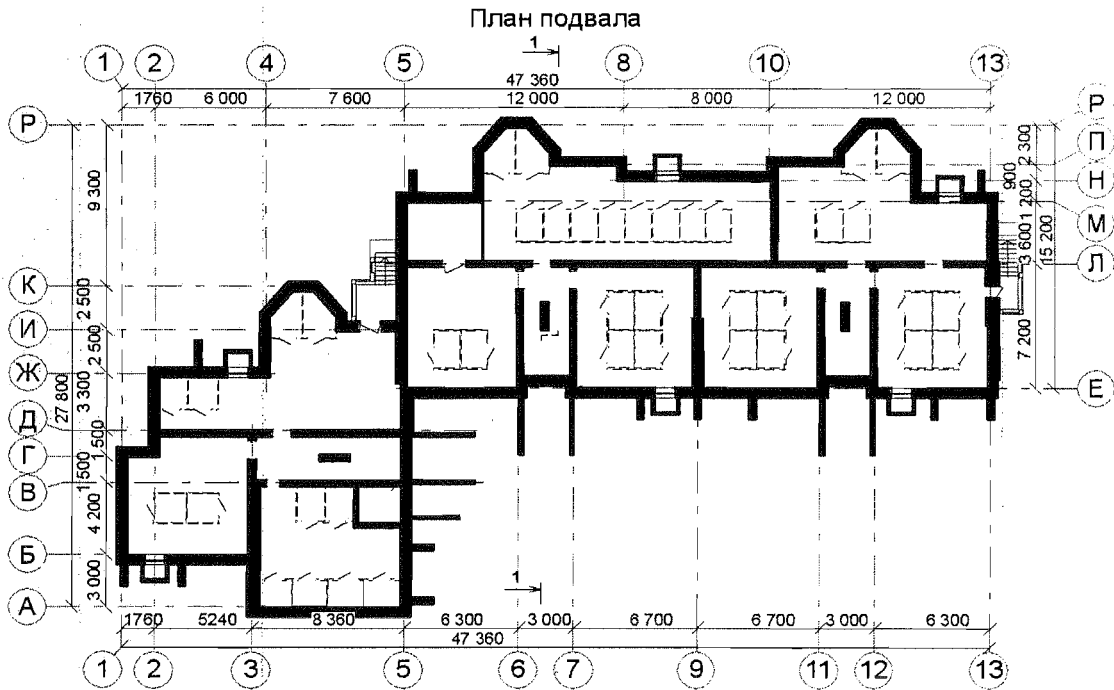 План подвала
1
1 2 4 5 8 10 13
47 360
1760 6 000 7 600 12 000 8 000 12 000
Р
К
И
Ж
Д
Г
В
Б
А
27 800
9 300
2 500
2 500
3 300
1 500
1 500
4 200
3 000
Р
П
Н
М
Л
Е
2 300
900
1 200
3 600
15 200
7 200
1
1760 5240 8 360 6 300 3 000 6 700 6 700 3 000 6 300
47 360
1 2 3 5 6 7 9 11 12 13